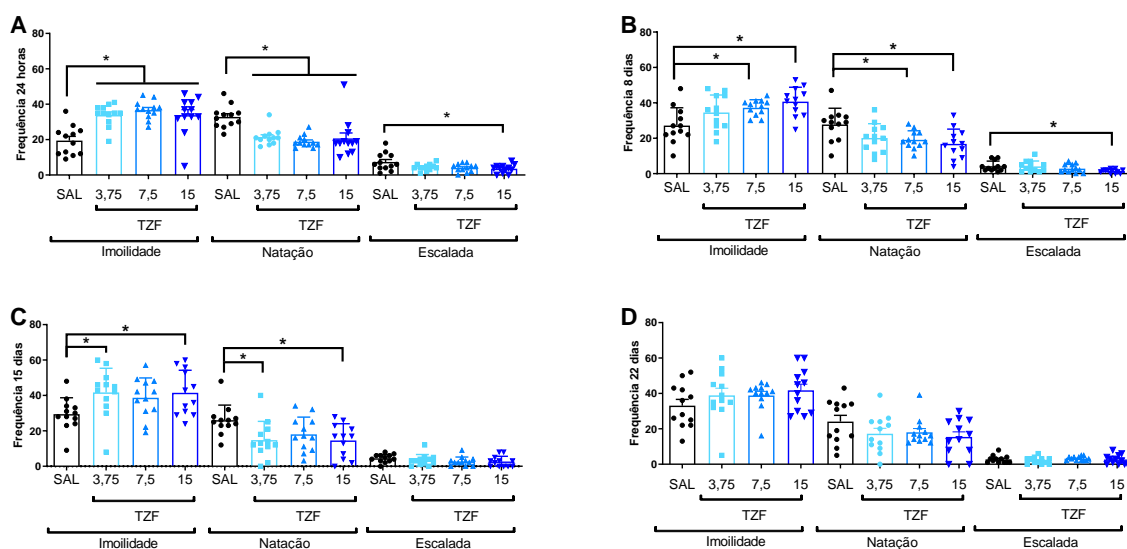 A
Frequência 24 horas
80
60
40
20
0
*
*
*
SAL 3,75 7,5 15 SAL 3,75 7,5 15 SAL 3,75 7,5 15
TZF TZF TZF
Imoilidade Natação Escalada
B
Frequência 8 dias
80
60
40
20
0
*
*
*
*
*
SAL 3,75 7,5 15 SAL 3,75 7,5 15 SAL 3,75 7,5 15
TZF TZF TZF
Imoilidade Natação Escalada
C
Frequência 15 dias
80
60
40
20
0
*
*
*
*
SAL 3,75 7,5 15 SAL 3,75 7,5 15 SAL 3,75 7,5 15
TZF TZF TZF
Imoilidade Natação Escalada
D
Frequência 22 dias
80
60
40
20
0
SAL 3,75 7,5 15 SAL 3,75 7,5 15 SAL 3,75 7,5 15
TZF TZF TZF
Imoilidade Natação Escalada